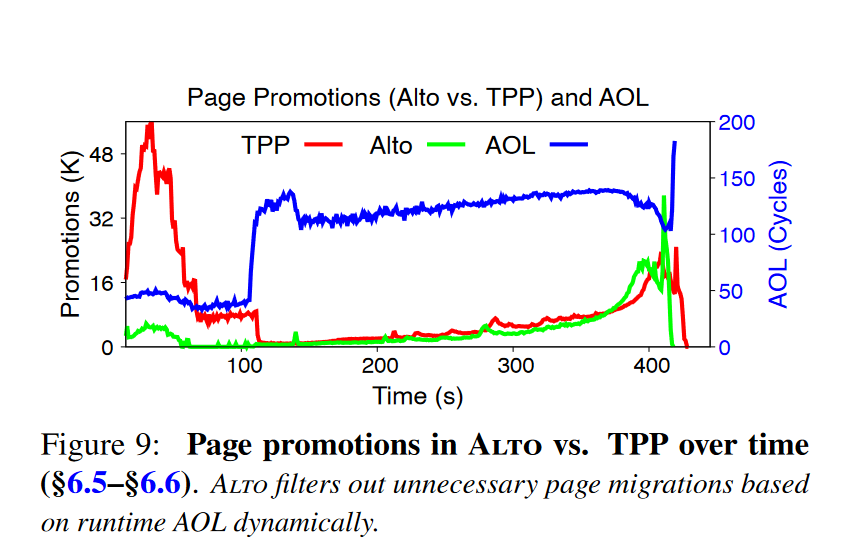 Page Promotions (Alto vs. TPP) and AOL
TPP Alto AOL
Promotions (K)
48
32
16
0
200
150
100
50
0
AOL (Cycles)
100 200 300 400
Time (s)
Figure 9: Page promotions in ALTO vs. TPP over time
(§6.5–§6.6). ALTO filters out unnecessary page migrations based
on runtime AOL dynamically.